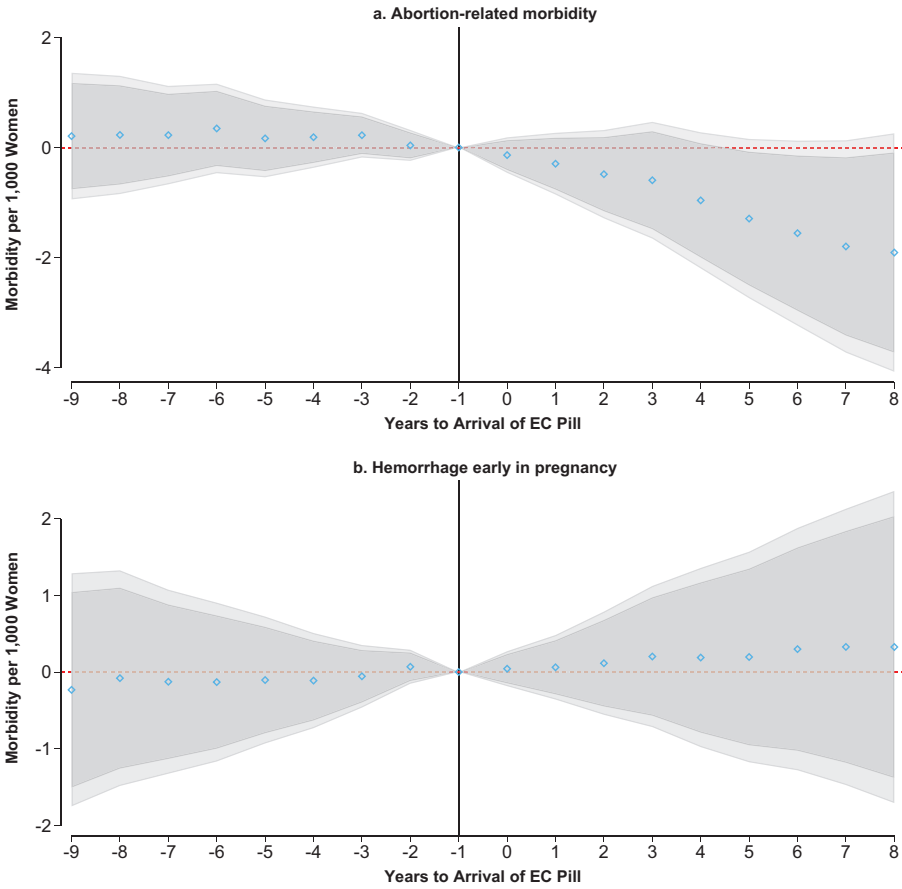 a. Abortion-related morbidity
Morbidity per 1,000 Women
2
0
-2
-4
-9 -8 -7 -6 -5 -4 -3 -2 -1 0 1 2 3 4 5 6 7 8
Years to Arrival of EC Pill
b. Hemorrhage early in pregnancy
Morbidity per 1,000 Women
2
1
0
-1
-2
-9 -8 -7 -6 -5 -4 -3 -2 -1 0 1 2 3 4 5 6 7 8
Years to Arrival of EC Pill